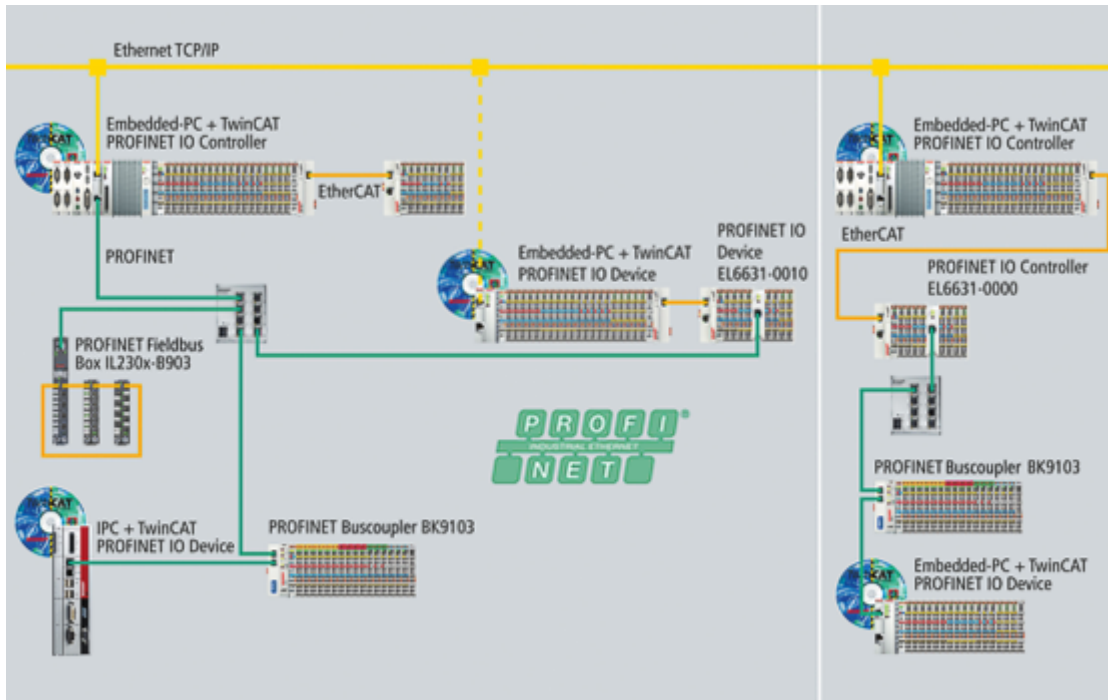 Ethernet TCP/IP
Embedded-PC + TwinCAT
PROFINET IO Controller
EtherCAT
PROFINET
Embedded-PC + TwinCAT
PROFINET IO Device
PROFINET IO
Device
EL6631-0010
PROFINET Fieldbus
Box IL230x-B903
PROFI
INDUSTRIAL ETHERNET
NET
®
IPC + TwinCAT
PROFINET IO Device
PROFINET Buscoupler BK9103
Embedded-PC + TwinCAT
PROFINET IO Controller
EtherCAT
PROFINET IO Controller
EL6631-0000
PROFINET Buscoupler BK9103
Embedded-PC + TwinCAT
PROFINET IO Device